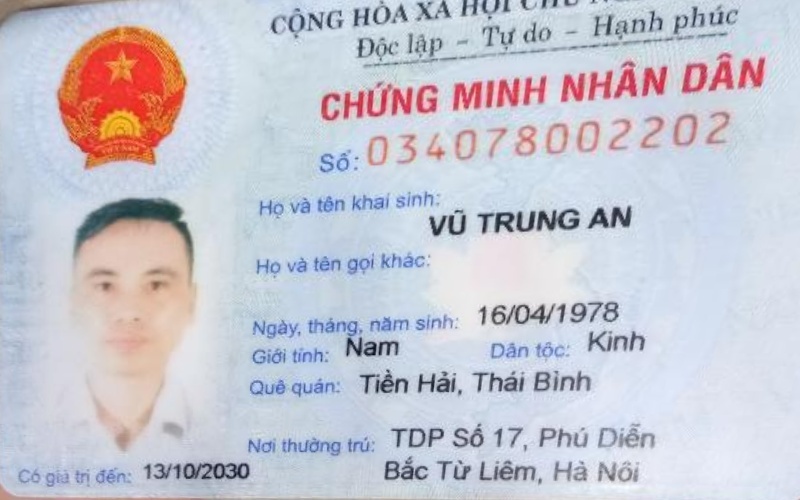 CỘNG HÒA XÃ HỘI
Độc lập - Tự do - Hạnh phúc
CHỨNG MINH NHÂN DÂN
Số: 034078002202
Họ và tên khai sinh:
VŨ TRUNG AN
Họ và tên gọi khác:
Ngày, tháng, năm sinh: 16/04/1978
Giới tính: Nam Dân tộc: Kinh
Quê quán: Tiền Hải, Thái Bình
Nơi thường trú: TDP Số 17, Phú Diễn
Bắc Từ Liêm, Hà Nôi
Có giá trị đến: 13/10/2030